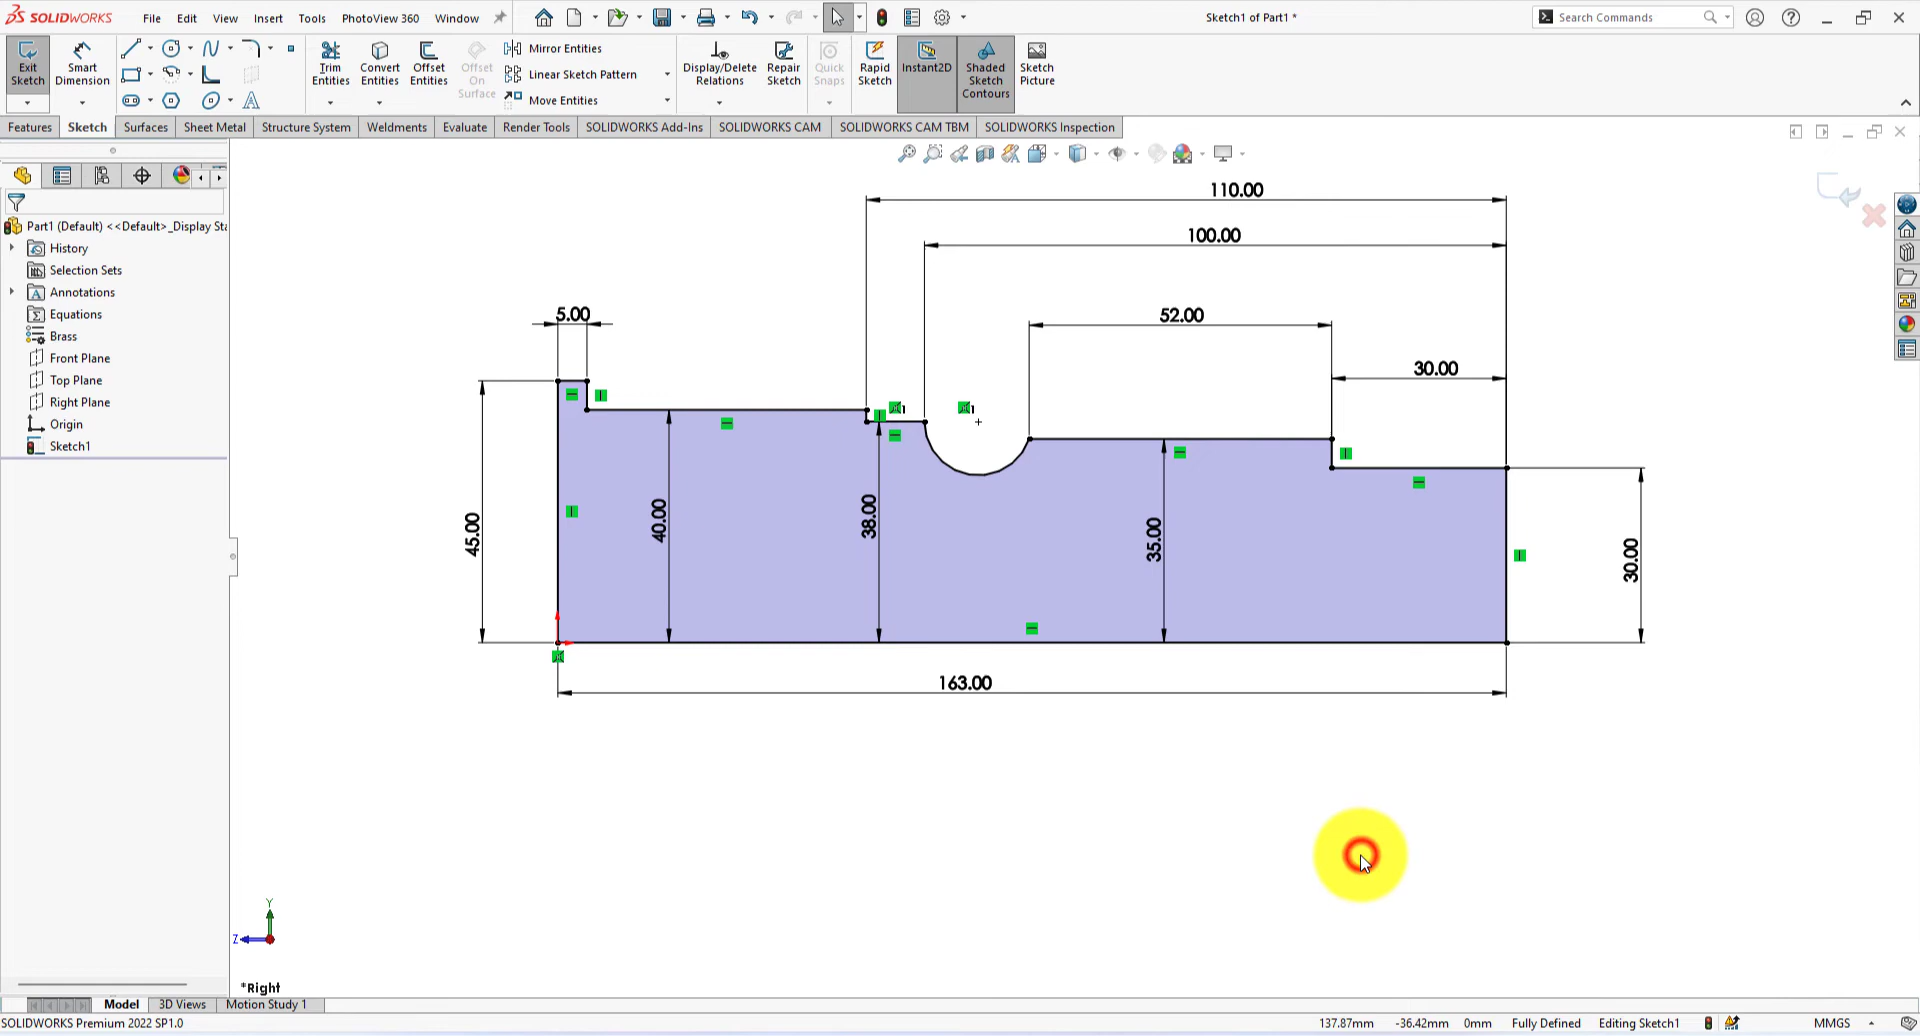 SOLIDWORKS
File
Edit
View
Insert
Tools
PhotoView 360
Window
Sketch1 of Part1 *
Search Commands
Exit
Sketch
Smart
Dimension
Trim
Entities
Convert
Entities
Offset
Entities
Offset
On
Surface
Mirror Entities
Linear Sketch Pattern
Move Entities
Display/Delete
Relations
Repair
Sketch
Quick
Snaps
Rapid
Sketch
Instant2D
Shaded
Sketch
Contours
Sketch
Picture
Features
Sketch
Surfaces
Sheet Metal
Structure System
Weldments
Evaluate
Render Tools
SOLIDWORKS Add-Ins
SOLIDWORKS CAM
SOLIDWORKS CAM TBM
SOLIDWORKS Inspection
Part1 (Default) <<Default>_Display Sta
History
Selection Sets
Annotations
Equations
Brass
Front Plane
Top Plane
Right Plane
Origin
Sketch1
110.00
100.00
5.00
52.00
30.00
1
1
45.00
40.00
38.00
35.00
30.00
163.00
Y
Z
*Right
Model
3D Views
Motion Study 1
SOLIDWORKS Premium 2022 SP1.0
137.87mm
-36.42mm
0mm
Fully Defined
Editing Sketch1
MMGS